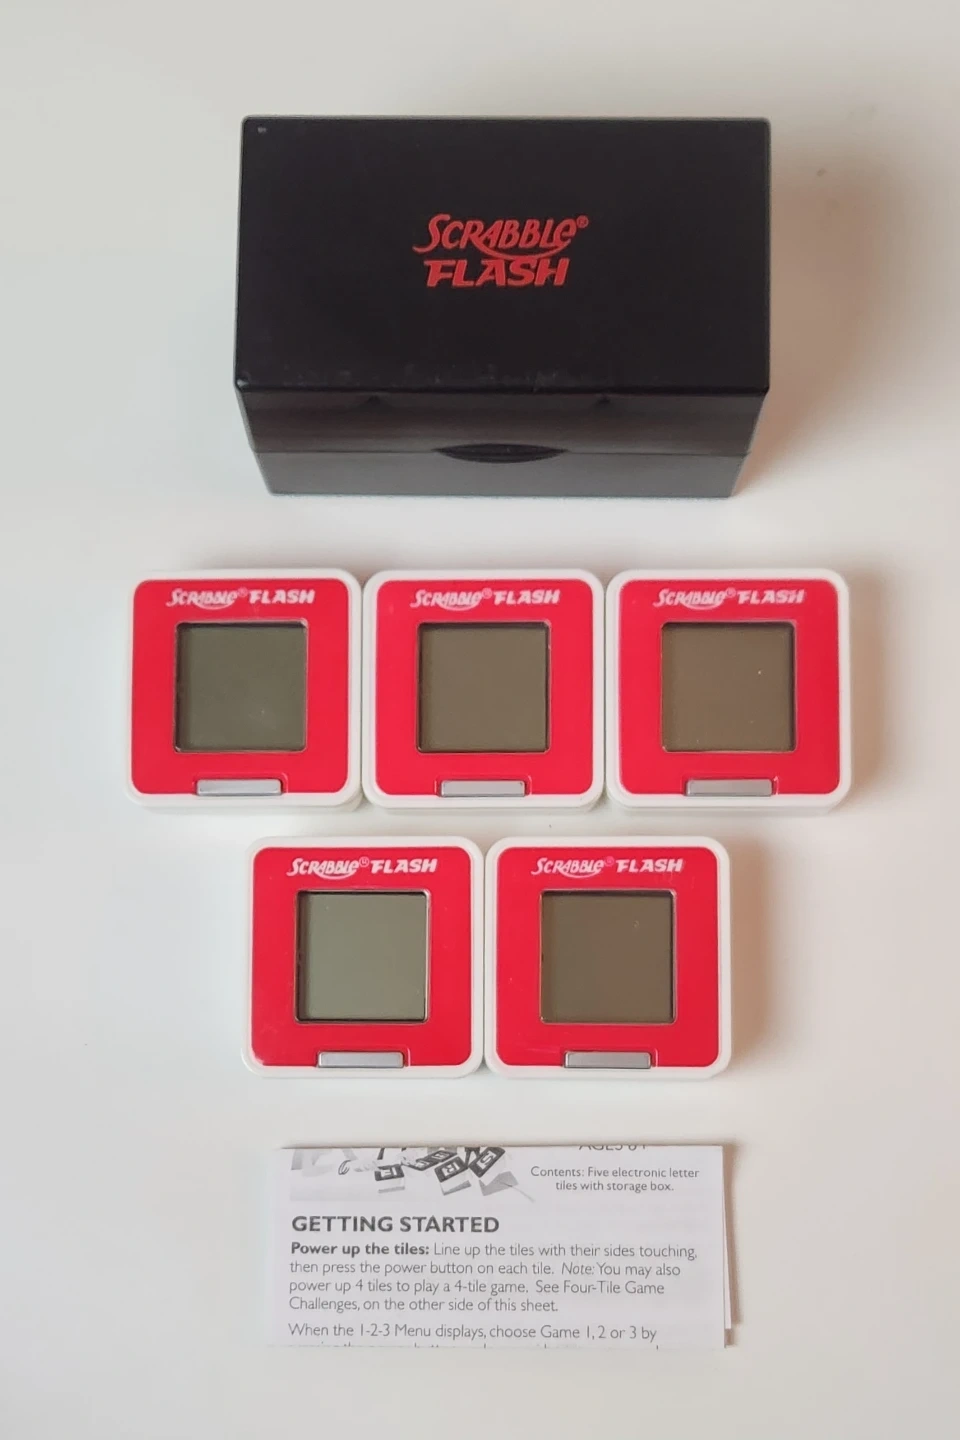 SCRABBLE®
FLASH
SCRABBLE® FLASH
SCRABBLE® FLASH
SCRABBLE® FLASH
SCRABBLE® FLASH
SCRABBLE® FLASH
Contents: Five electronic letter
tiles with storage box.
GETTING STARTED
Power up the tiles: Line up the tiles with their sides touching,
then press the power button on each tile. Note: You may also
power up 4 tiles to play a 4-tile game. See Four-Tile Game
Challenges, on the other side of this sheet.
When the 1-2-3 Menu displays, choose Game 1, 2 or 3 by